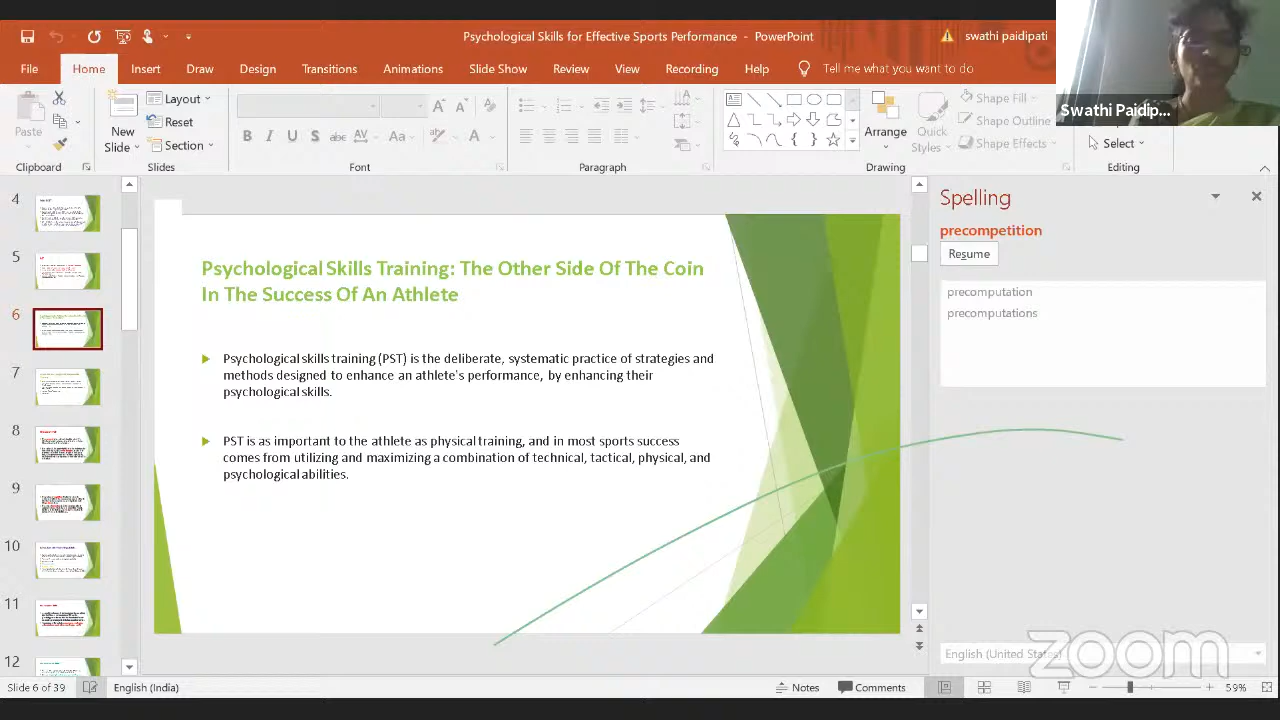 Psychological Skills for Effective Sports Performance - PowerPoint
swathi paidipati
File Home Insert Draw Design Transitions Animations Slide Show Review View Recording Help Tell me what you want to do
Swathi Paidip...
Paste
Clipboard
New
Slide
Layout
Reset
Section
Slides
B I U S abc AV Aa A
Font
Paragraph
Arrange
Quick
Styles
Shape Fill
Shape Outline
Shape Effects
Drawing
Select
Editing
4
5
6
7
8
9
10
11
12
Psychological Skills Training: The Other Side Of The Coin
In The Success Of An Athlete
Psychological skills training (PST) is the deliberate, systematic practice of strategies and
methods designed to enhance an athlete's performance, by enhancing their
psychological skills.
PST is as important to the athlete as physical training, and in most sports success
comes from utilizing and maximizing a combination of technical, tactical, physical, and
psychological abilities.
Spelling
precompetition
Resume
precomputation
precomputations
English (United States)
zoom
Slide 6 of 39 English (India) Notes Comments 59%